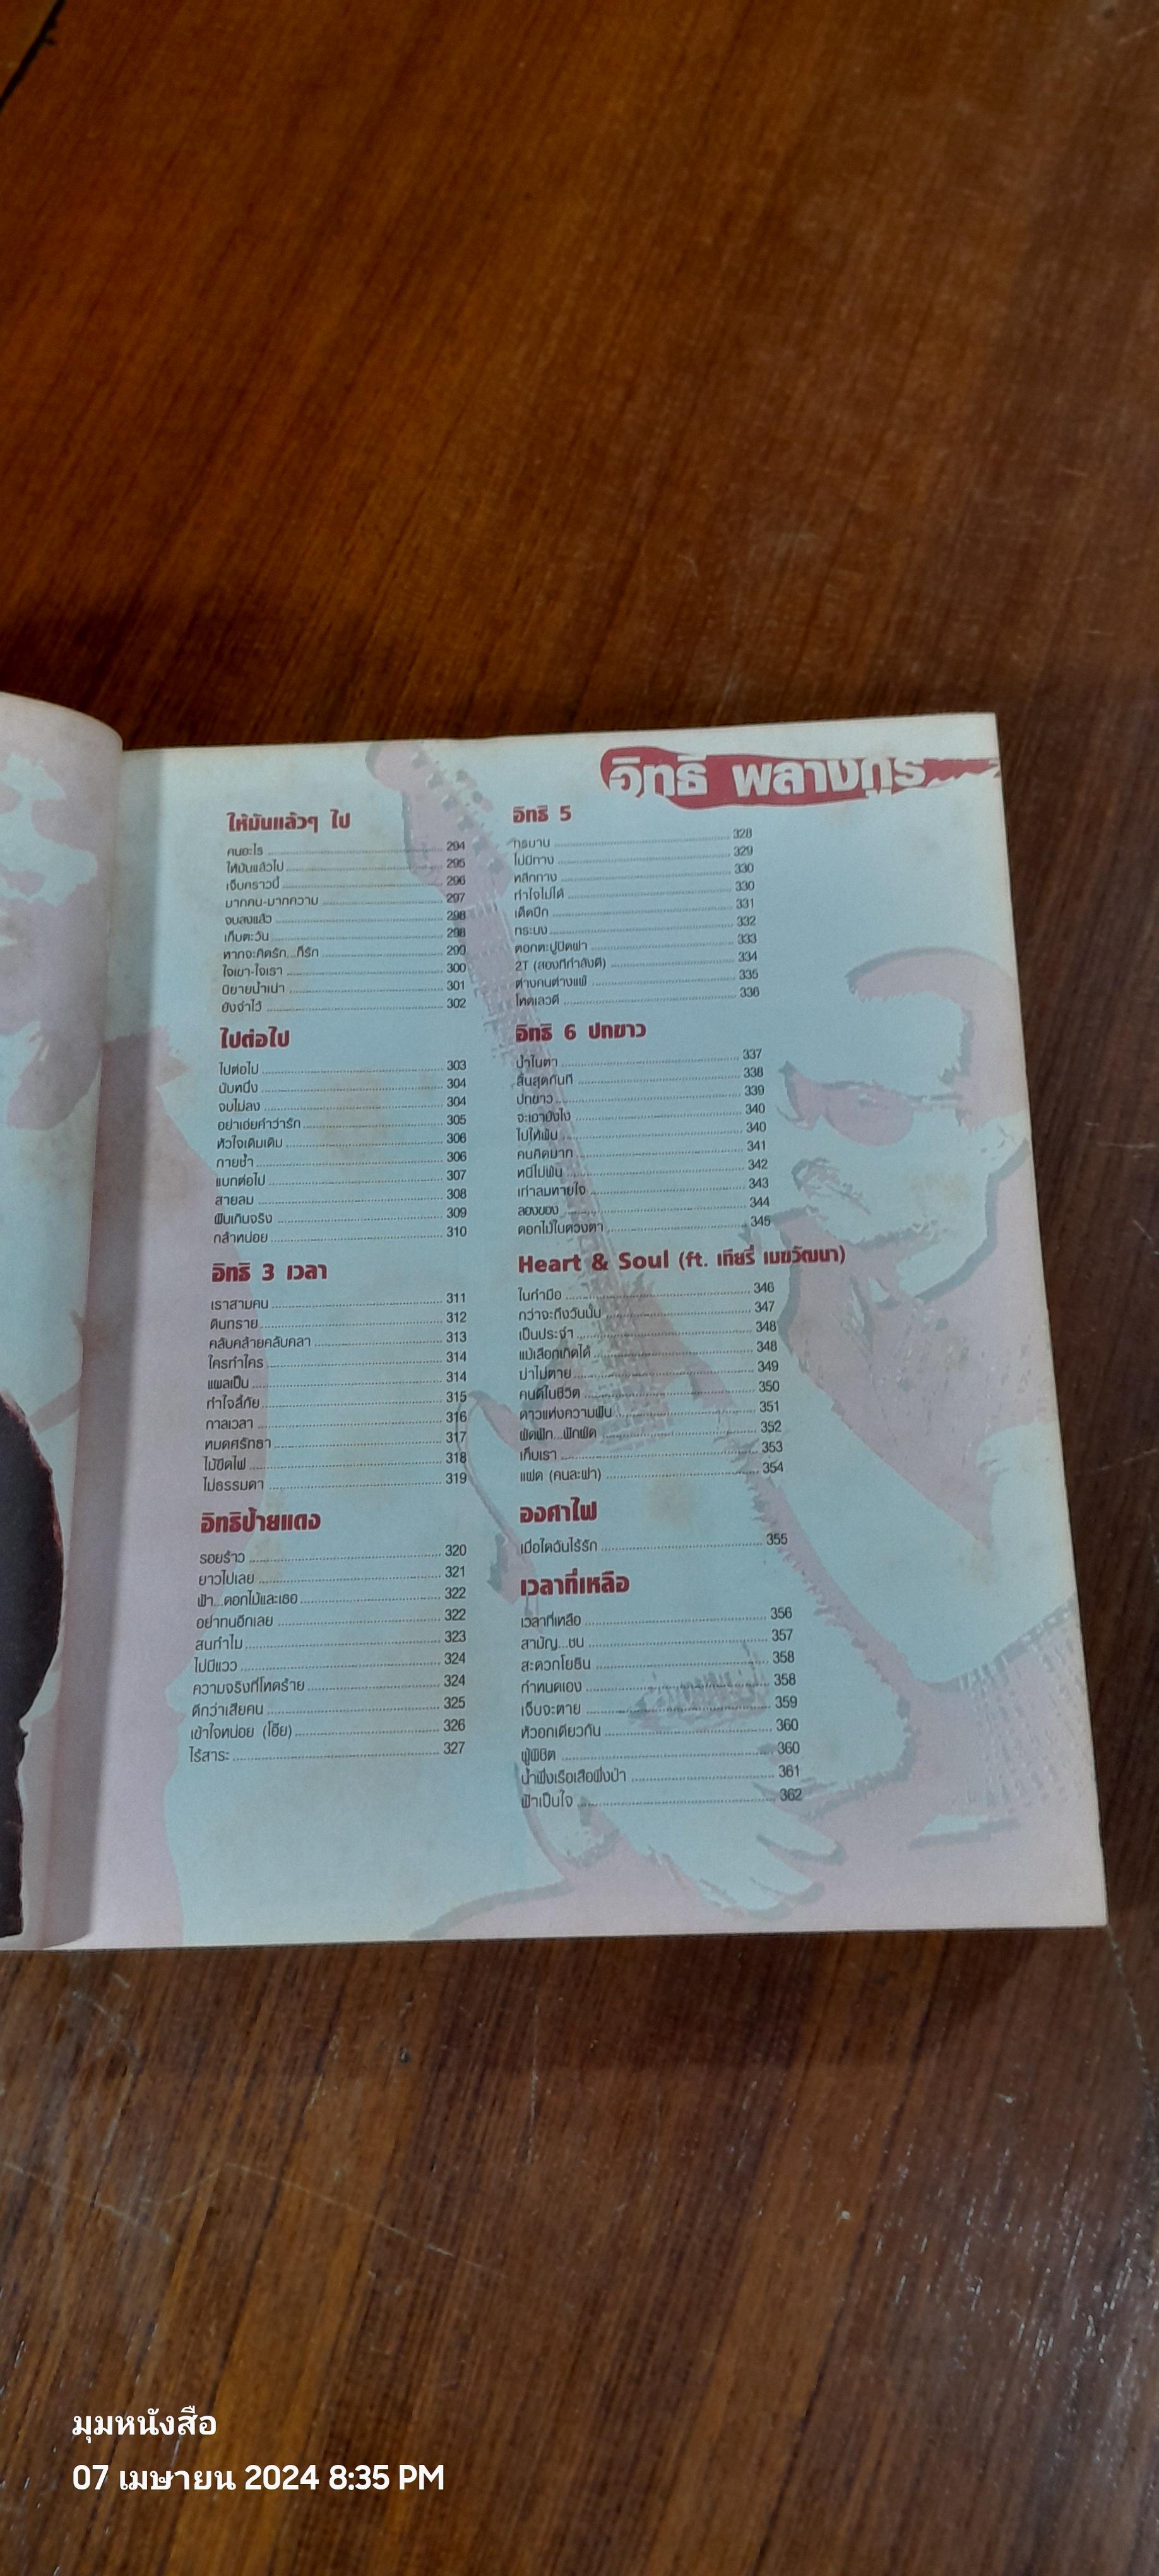 อิทธิ พลางกูร
ให้มันแล้วๆ ไป
คนอะไร 294
ให้มันแล้วไป 295
เจ็บคราวนี้ 296
มากคน-มากความ 297
จบลงแล้ว 298
เก็บตะวัน 298
หากจะคิดรัก...ก็รัก 299
ใจเขา-ใจเรา 300
นิยายน้ำเน่า 301
ยังจำไว้ 302
ไปต่อไป
ไปต่อไป 303
นับหนึ่ง 304
จมไม่ลง 304
อย่าเอ่ยคำว่ารัก 305
หัวใจเดิมเดิม 306
กายช้ำ 306
แบกต่อไป 307
สายลม 308
ฝันเกินจริง 309
กล้าหน่อย 310
อิทธิ 3 เวลา
เราสามคน 311
ดินทราย 312
คลับคล้ายคลับคลา 313
ใครทำใคร 314
แผลเป็น 314
ทำใจลี้ภัย 315
กาลเวลา 316
หมดศรัทธา 317
ไม้ขีดไฟ 318
ไม่ธรรมดา 319
อิทธิป้ายแดง
รอยร้าว 320
ยาวไปเลย 321
ฟ้า...ดอกไม้และเธอ 322
อย่าทนอีกเลย 322
สนทำไม 323
ไม่มีแวว 324
ความจริงที่โหดร้าย 324
ดีกว่าเสียคน 325
เข้าใจหน่อย (โอ๊ย) 326
ไร้สาระ 327
อิทธิ 5
ทรมาน 328
ไม่มีทาง 329
หลีกทาง 330
ทำใจไม่ได้ 330
เด็ดปีก 331
ทระนง 332
ตอกตะปูปิดฝา 333
2T (สองทีกำลังดี) 334
ต่างคนต่างแพ้ 335
โหดเลวดี 336
อิทธิ 6 ปกขาว
น้ำในตา 337
สิ้นสุดกันที 338
ปกขาว 339
จะเอายังไง 340
ไปให้พ้น 340
คนคิดมาก 341
หนีไม่พ้น 342
เท่าลมหายใจ 343
ลองของ 344
ดอกไม้ในดวงตา 345
Heart & Soul (ft. เทียรี่ เมฆวัฒนา)
ในกำมือ 346
กว่าจะถึงวันนั้น 347
เป็นประจำ 348
แม้เลือกเกิดได้ 348
ม่าไม่ตาย 349
คนดีในชีวิต 350
ดาวแห่งความฝัน 351
ผัดฟัก...ฟักผัด 352
เก็บเรา 353
แฝด (คนละฝา) 354
องศาไฟ
เมื่อใดฉันไร้รัก 355
เวลาที่เหลือ
เวลาที่เหลือ 356
สามัญ...ชน 357
สะดวกโยธิน 358
กำหนดเอง 358
เจ็บจะตาย 359
หัวอกเดียวกัน 360
ผู้พิชิต 360
น้ำพึ่งเรือเสือพึ่งป่า 361
ฟ้าเป็นใจ 362
มุมหนังสือ
07 เมษายน 2024 8:35 PM